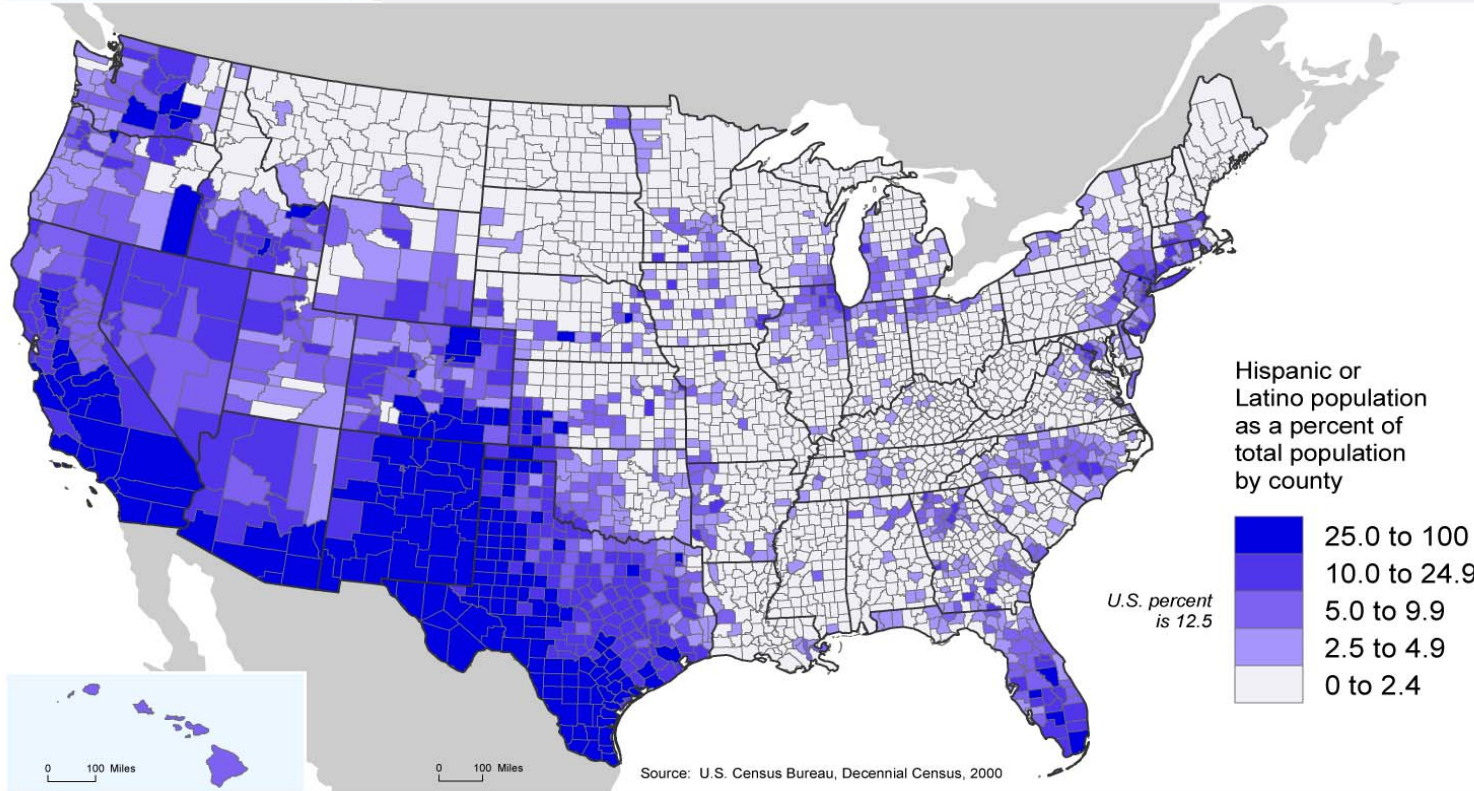 Hispanic or
Latino population
as a percent of
total population
by county
25.0 to 100
10.0 to 24.9
5.0 to 9.9
2.5 to 4.9
0 to 2.4
U.S. percent
is 12.5
0 100 Miles
0 100 Miles
Source: U.S. Census Bureau, Decennial Census, 2000